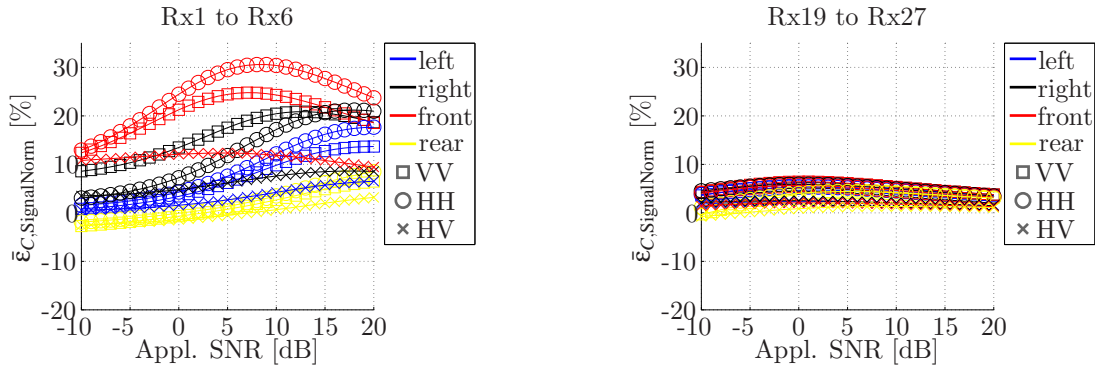 Rx1 to Rx6
30
20
10
0
-10
-20
-10 -5 0 5 10 15 20
Appl. SNR [dB]
ε̄C,SignalNorm [%]
left
right
front
rear
VV
HH
HV
Rx19 to Rx27
30
20
10
0
-10
-20
-10 -5 0 5 10 15 20
Appl. SNR [dB]
ε̄C,SignalNorm [%]
left
right
front
rear
VV
HH
HV